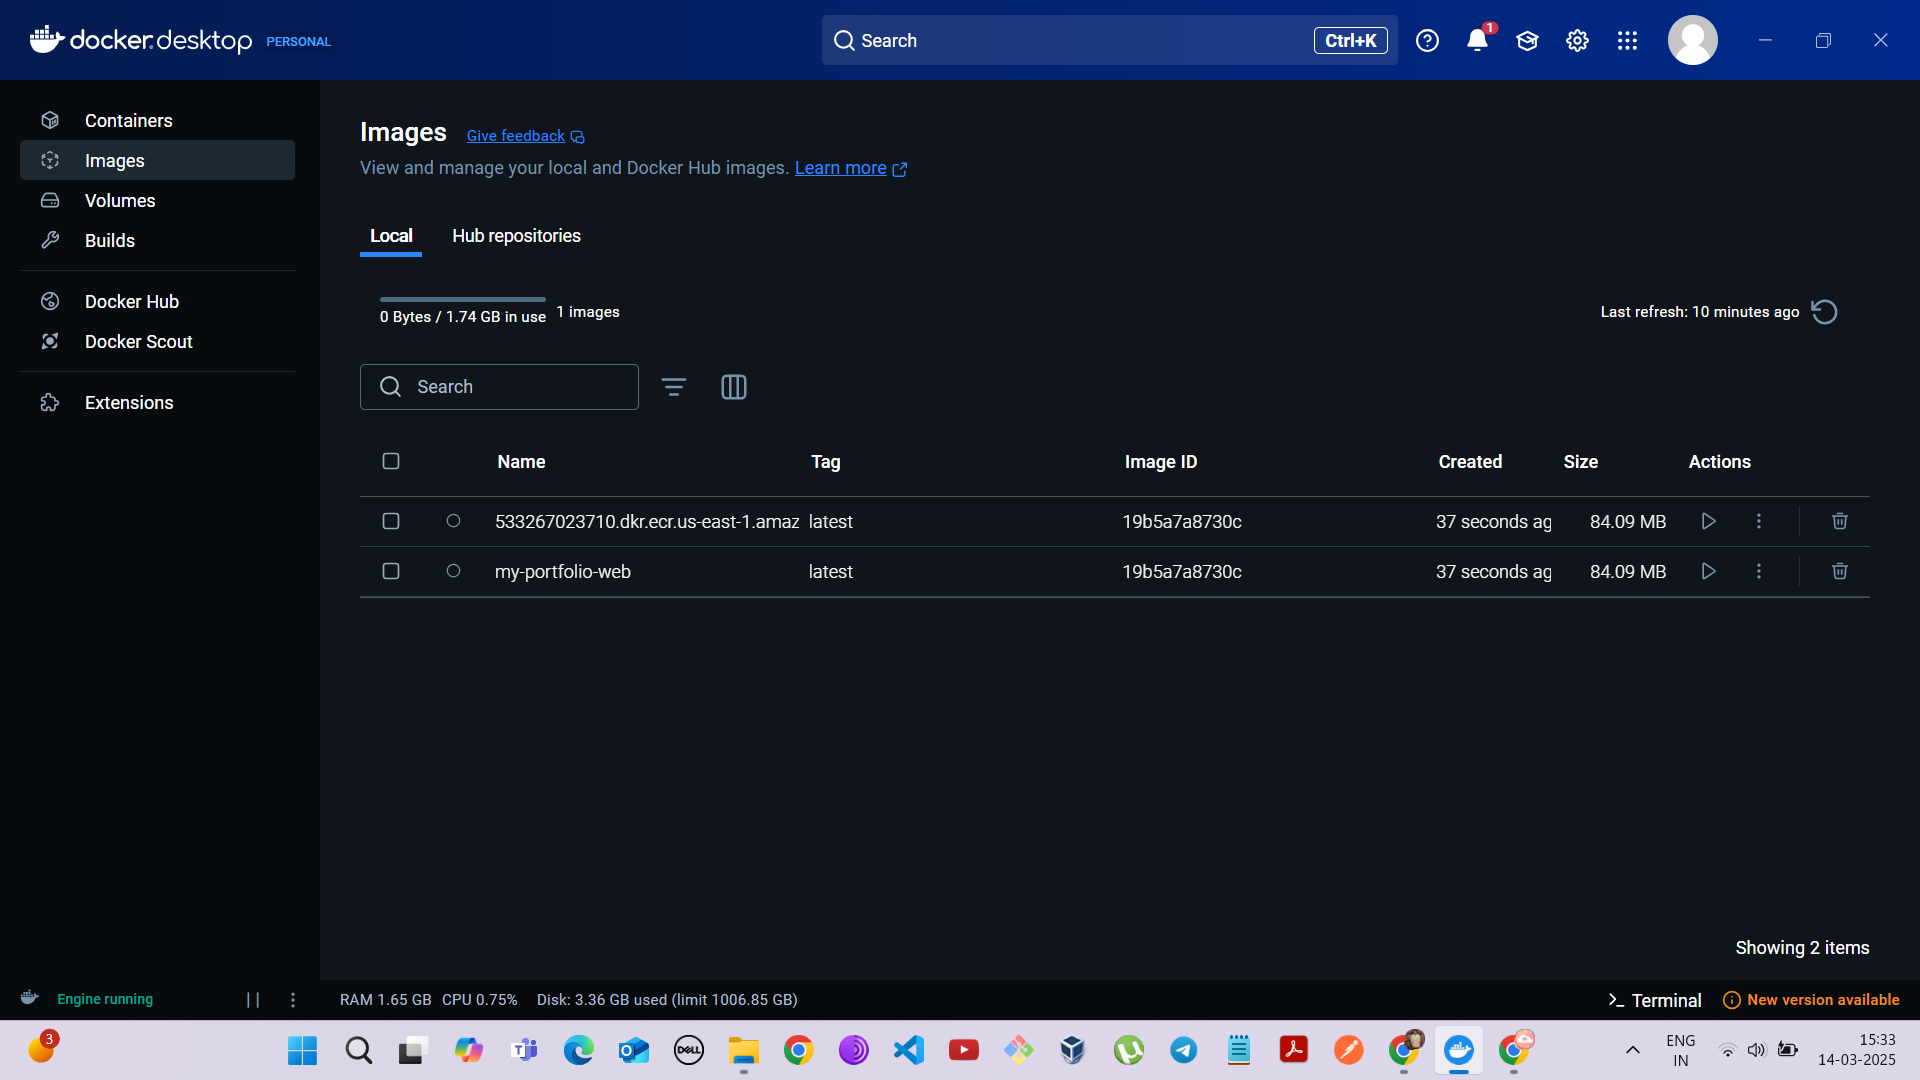 docker.desktop PERSONAL
Search
Ctrl+K
1
Containers
Images
Volumes
Builds
Docker Hub
Docker Scout
Extensions
Images
Give feedback
View and manage your local and Docker Hub images. Learn more
Local
Hub repositories
0 Bytes / 1.74 GB in use
1 images
Last refresh: 10 minutes ago
Search
Name Tag Image ID Created Size Actions
533267023710.dkr.ecr.us-east-1.amaz latest 19b5a7a8730c 37 seconds ag 84.09 MB
my-portfolio-web latest 19b5a7a8730c 37 seconds ag 84.09 MB
Showing 2 items
Engine running
RAM 1.65 GB CPU 0.75% Disk: 3.36 GB used (limit 1006.85 GB)
Terminal
New version available
3
DELL
ENG
IN
15:33
14-03-2025